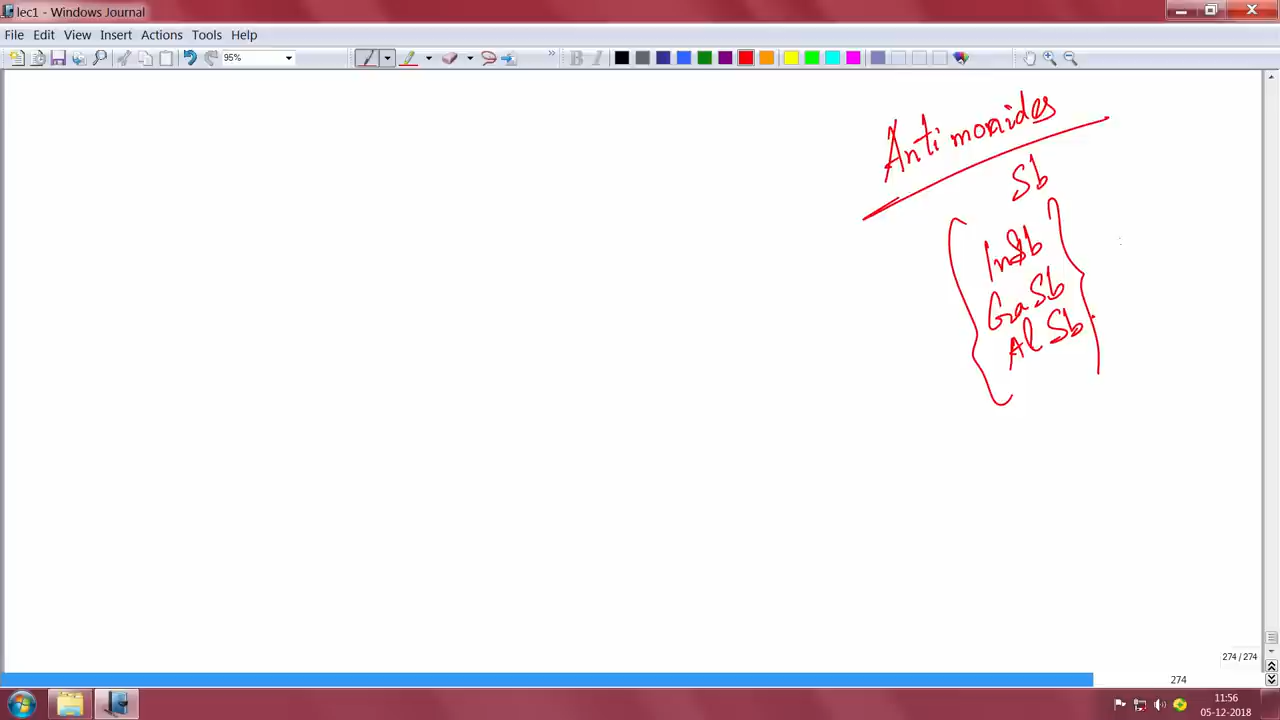 lec1 - Windows Journal
File Edit View Insert Actions Tools Help
95%
Antimonides
Sb
InSb
GaSb
AlSb
274 / 274
274
11:56
05-12-2018